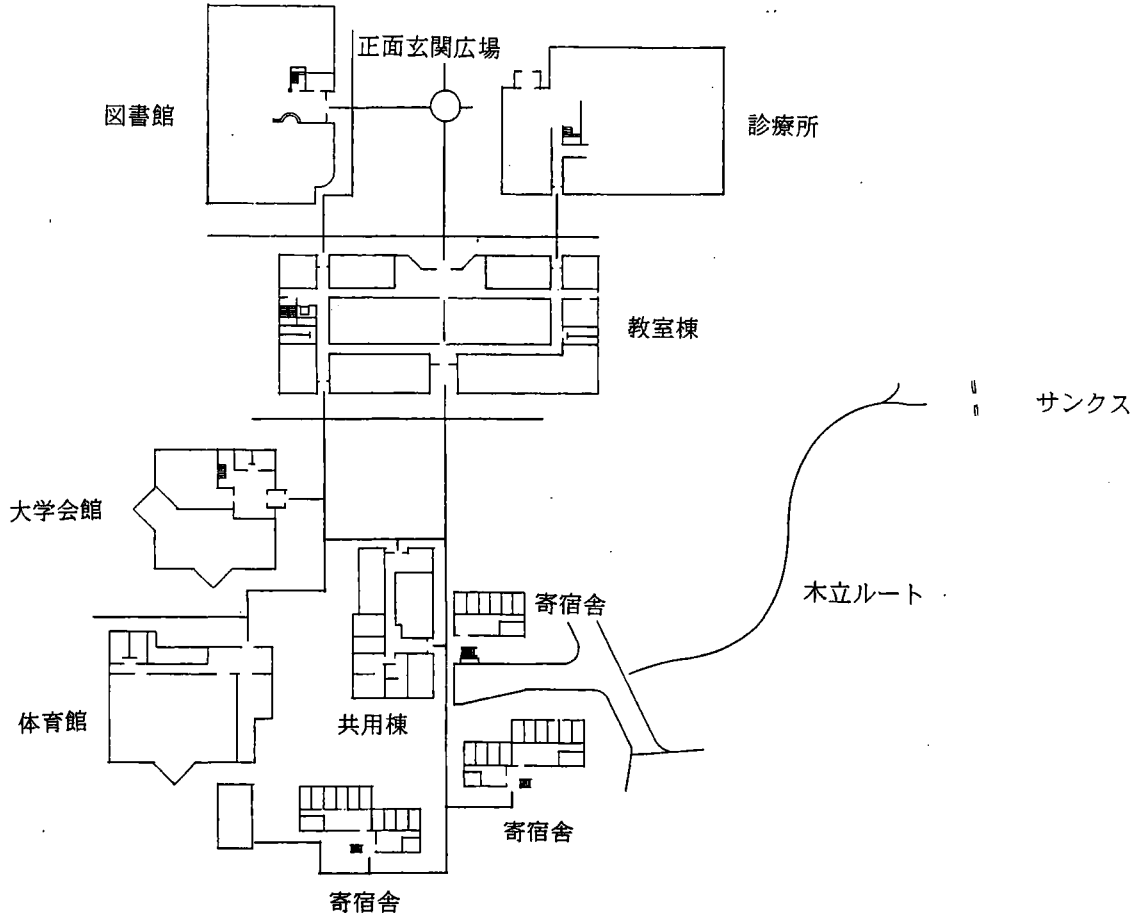 正面玄関広場
図書館
診療所
教室棟
サンクス
大学会館
木立ルート
寄宿舎
体育館
共用棟
寄宿舎
寄宿舎